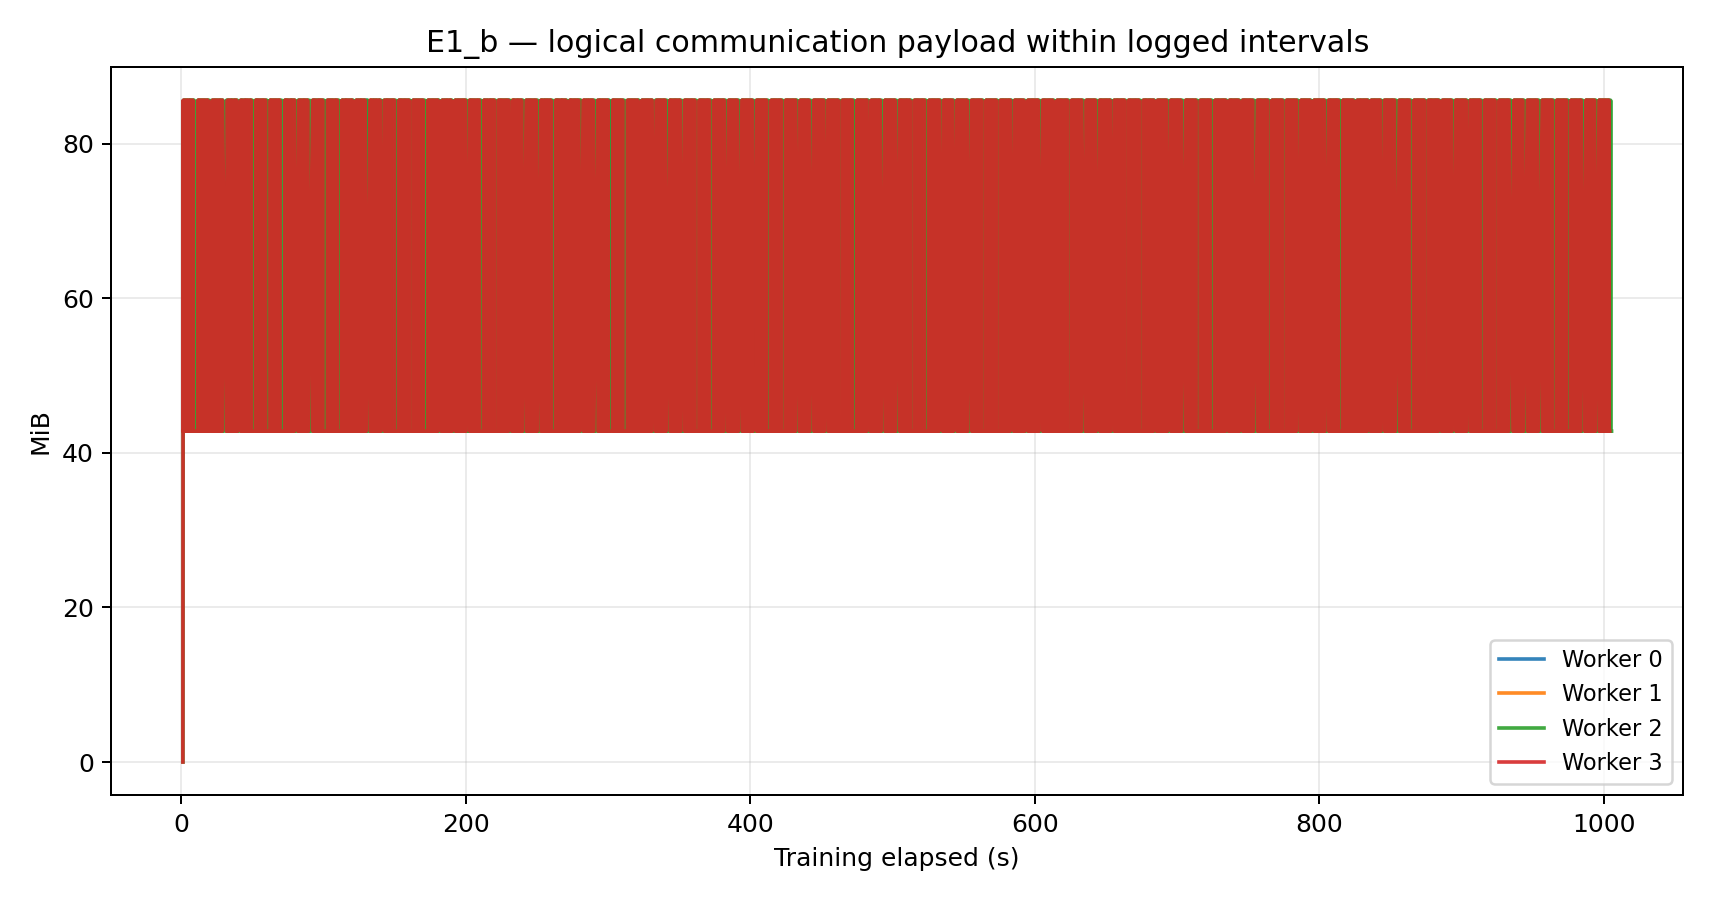 E1_b — logical communication payload within logged intervals
MiB
80
60
40
20
0
0 200 400 600 800 1000
Training elapsed (s)
Worker 0
Worker 1
Worker 2
Worker 3